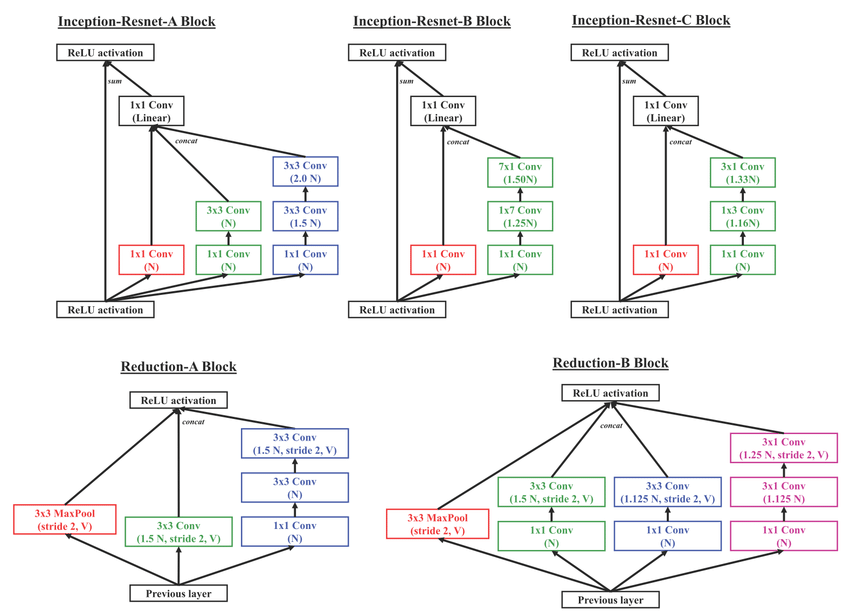 Inception-Resnet-A Block
ReLU activation
sum
1x1 Conv
(Linear)
concat
3x3 Conv
(2.0 N)
3x3 Conv
(N)
3x3 Conv
(1.5 N)
1x1 Conv
(N)
1x1 Conv
(N)
1x1 Conv
(N)
ReLU activation
Inception-Resnet-B Block
ReLU activation
sum
1x1 Conv
(Linear)
concat
7x1 Conv
(1.50N)
1x7 Conv
(1.25N)
1x1 Conv
(N)
1x1 Conv
(N)
ReLU activation
Inception-Resnet-C Block
ReLU activation
sum
1x1 Conv
(Linear)
concat
3x1 Conv
(1.33N)
1x3 Conv
(1.16N)
1x1 Conv
(N)
1x1 Conv
(N)
ReLU activation
Reduction-A Block
ReLU activation
concat
3x3 Conv
(1.5 N, stride 2, V)
3x3 Conv
(N)
3x3 MaxPool
(stride 2, V)
3x3 Conv
(1.5 N, stride 2, V)
1x1 Conv
(N)
Previous layer
Reduction-B Block
ReLU activation
concat
3x1 Conv
(1.25 N, stride 2, V)
3x3 Conv
(1.5 N, stride 2, V)
3x3 Conv
(1.125 N, stride 2, V)
3x1 Conv
(1.125 N)
3x3 MaxPool
(stride 2, V)
1x1 Conv
(N)
1x1 Conv
(N)
1x1 Conv
(N)
Previous layer